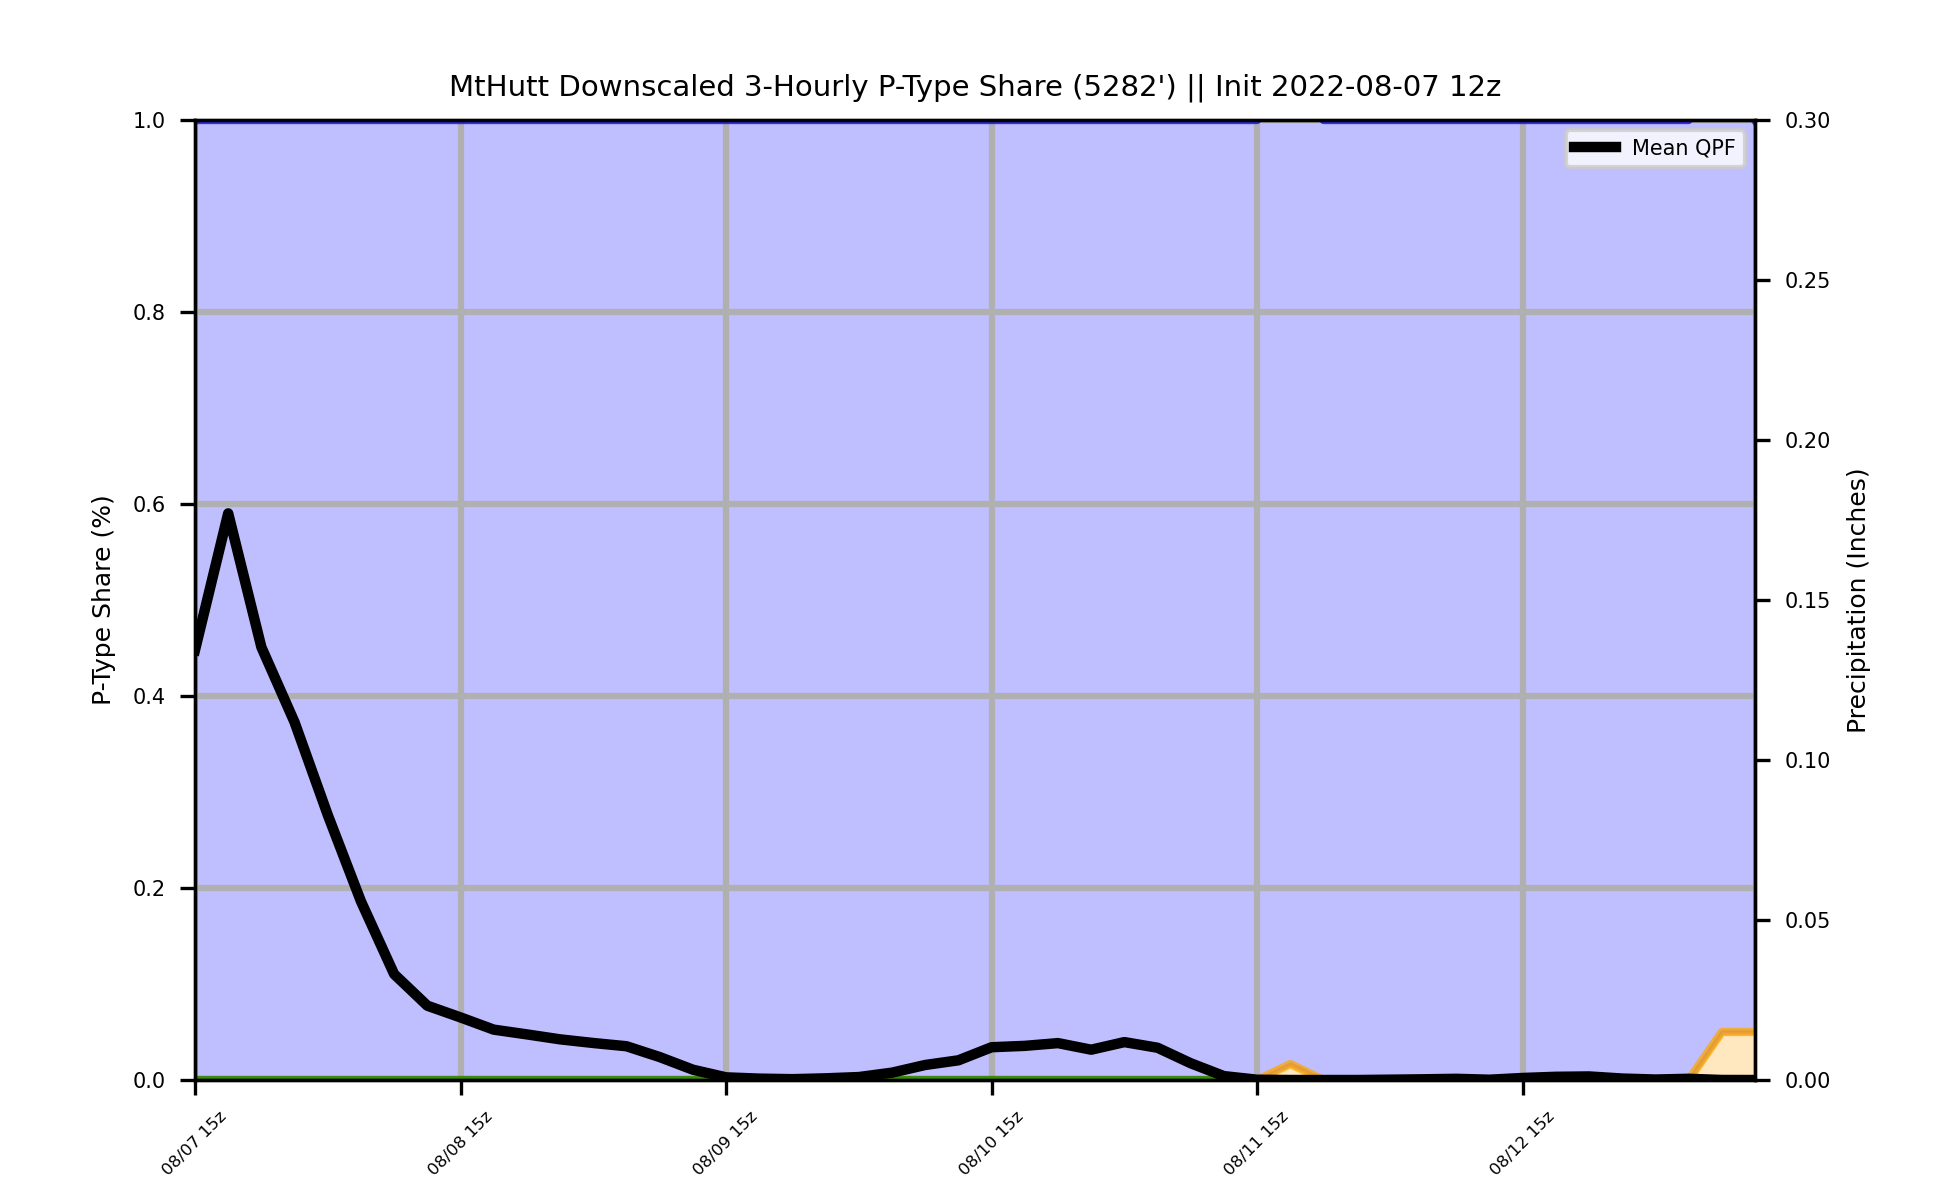 MtHutt Downscaled 3-Hourly P-Type Share (5282') || Init 2022-08-07 12z
Mean QPF
P-Type Share (%)
1.0
0.8
0.6
0.4
0.2
0.0
0.30
0.25
0.20
0.15
0.10
0.05
0.00
Precipitation (Inches)
08/07 15z
08/08 15z
08/09 15z
08/10 15z
08/11 15z
08/12 15z